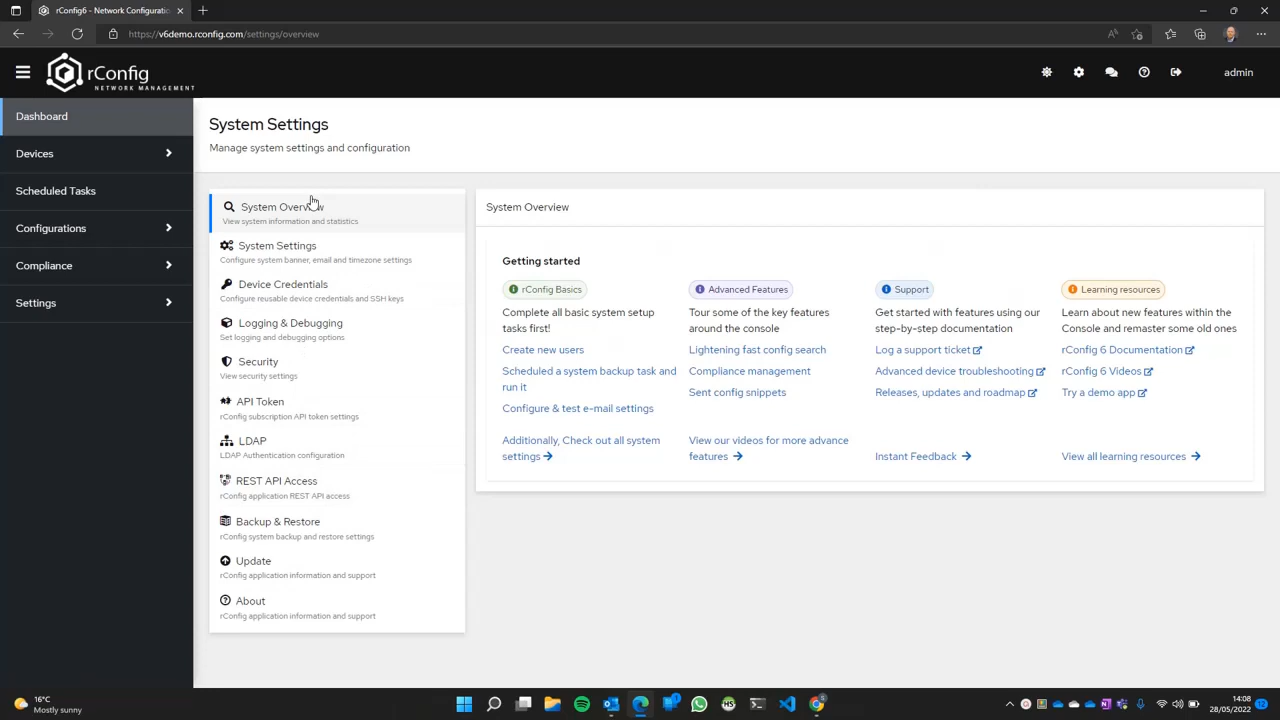 rConfig6 - Network Configuratio
https://v6demo.rconfig.com/settings/overview
rConfig
NETWORK MANAGEMENT
admin
Dashboard
Devices
Scheduled Tasks
Configurations
Compliance
Settings
System Settings
Manage system settings and configuration
System Overview
View system information and statistics
System Settings
Configure system banner, email and timezone settings
Device Credentials
Configure reusable device credentials and SSH keys
Logging & Debugging
Set logging and debugging options
Security
View security settings
API Token
rConfig subscription API token settings
LDAP
LDAP Authentication configuration
REST API Access
rConfig application REST API access
Backup & Restore
rConfig system backup and restore settings
Update
rConfig application information and support
About
rConfig application information and support
System Overview
Getting started
rConfig Basics
Complete all basic system setup
tasks first!
Create new users
Scheduled a system backup task and
run it
Configure & test e-mail settings
Additionally, Check out all system
settings
Advanced Features
Tour some of the key features
around the console
Lightening fast config search
Compliance management
Sent config snippets
View our videos for more advance
features
Support
Get started with features using our
step-by-step documentation
Log a support ticket
Advanced device troubleshooting
Releases, updates and roadmap
Instant Feedback
Learning resources
Learn about new features within the
Console and remaster some old ones
rConfig 6 Documentation
rConfig 6 Videos
Try a demo app
View all learning resources
16°C
Mostly sunny
14:08
28/05/2022